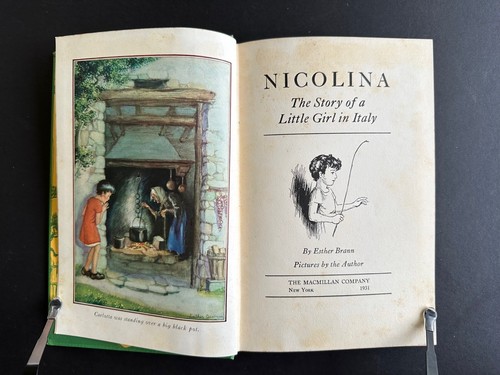 Carlotta was standing over a big black pot.
NICOLINA
The Story of a
Little Girl in Italy
By Esther Brann
Pictures by the Author
THE MACMILLAN COMPANY
New York 1931